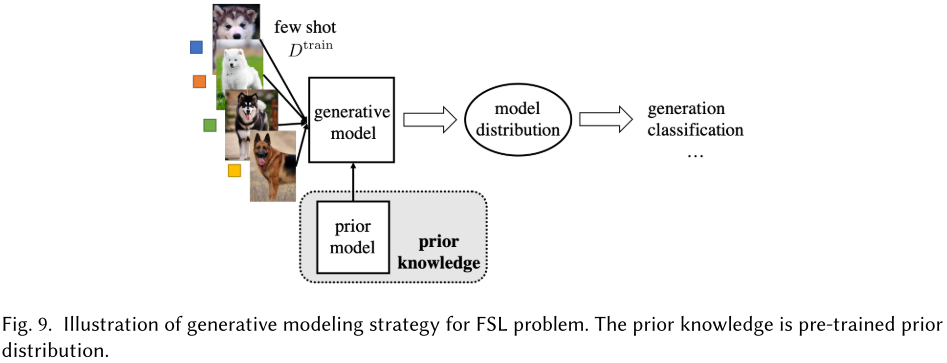 few shot
D^train
generative
model
model
distribution
generation
classification
...
prior
model
prior
knowledge
Fig. 9. Illustration of generative modeling strategy for FSL problem. The prior knowledge is pre-trained prior
distribution.